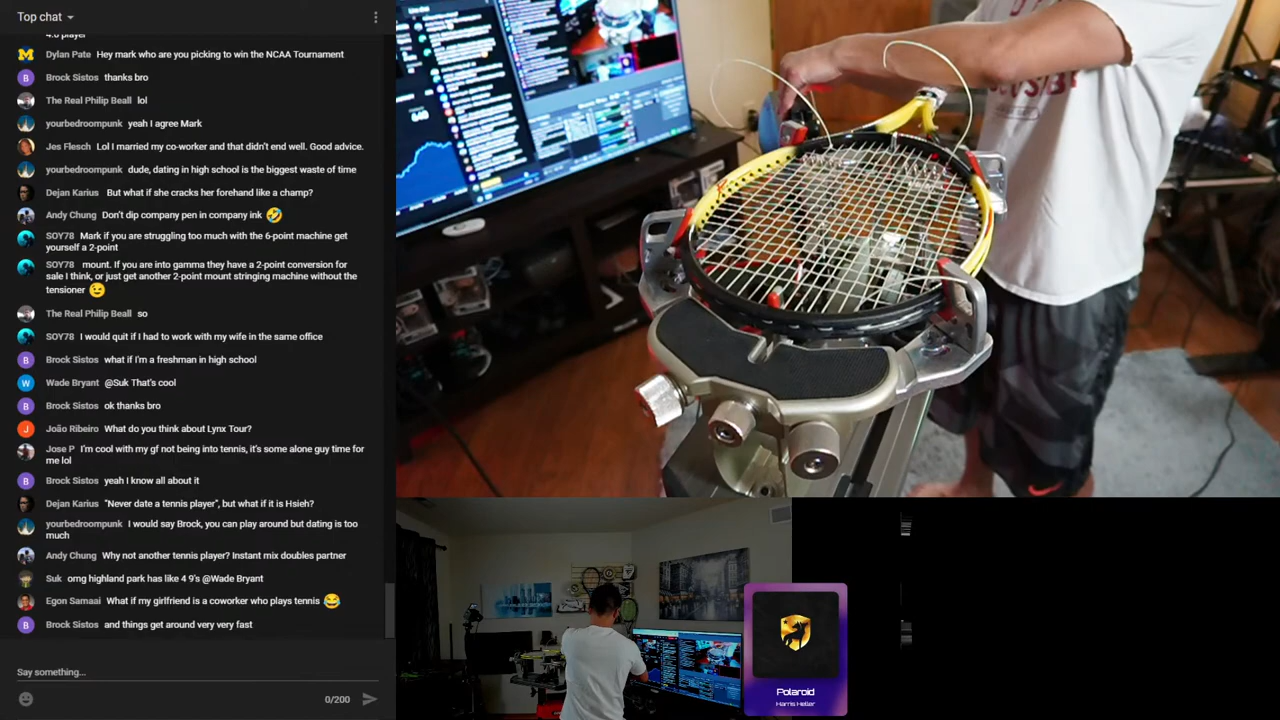 Top chat
4.0 player
Dylan Pate Hey mark who are you picking to win the NCAA Tournament
Brock Sistos thanks bro
The Real Philip Beall lol
yourbedroompunk yeah I agree Mark
Jes Flesch Lol I married my co-worker and that didn't end well. Good advice.
yourbedroompunk dude, dating in high school is the biggest waste of time
Dejan Karius But what if she cracks her forehand like a champ?
Andy Chung Don't dip company pen in company ink 🤣
SOY78 Mark if you are struggling too much with the 6-point machine get
yourself a 2-point
SOY78 mount. If you are into gamma they have a 2-point conversion for
sale I think, or just get another 2-point mount stringing machine without the
tensioner 😉
The Real Philip Beall so
SOY78 I would quit if I had to work with my wife in the same office
Brock Sistos what if I'm a freshman in high school
Wade Bryant @Suk That's cool
Brock Sistos ok thanks bro
João Ribeiro What do you think about Lynx Tour?
Jose P I'm cool with my gf not being into tennis, it's some alone guy time for
me lol
Brock Sistos yeah I know all about it
Dejan Karius "Never date a tennis player", but what if it is Hsieh?
yourbedroompunk I would say Brock, you can play around but dating is too
much
Andy Chung Why not another tennis player? Instant mix doubles partner
Suk omg highland park has like 4 9's @Wade Bryant
Egon Samaai What if my girlfriend is a coworker who plays tennis 😂
Brock Sistos and things get around very very fast
Say something...
0/200
Polaroid
Harris Heller